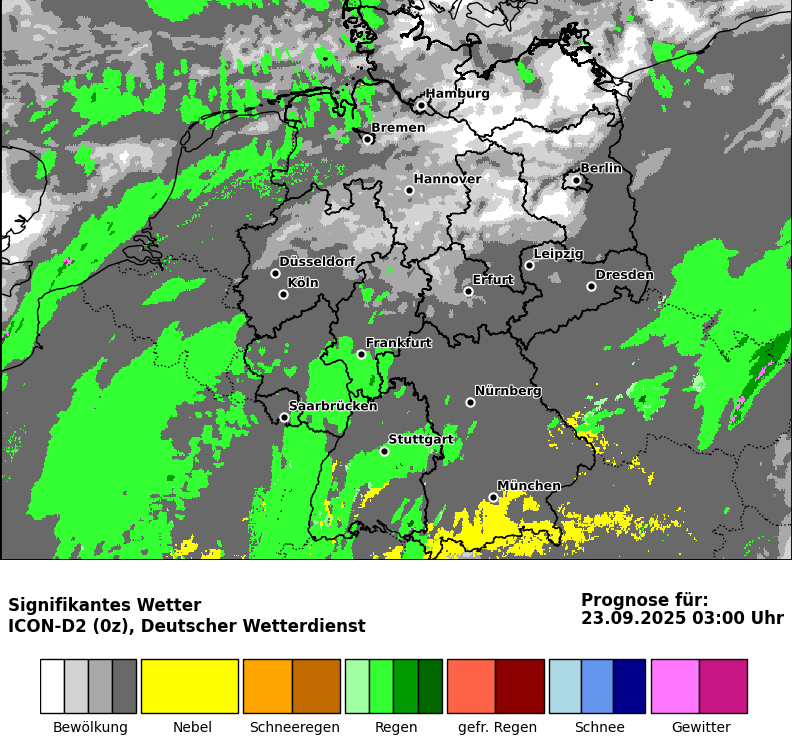 Hamburg
Bremen
Berlin
Hannover
Leipzig
Düsseldorf
Dresden
Erfurt
Köln
Frankfurt
Nürnberg
Saarbrücken
Stuttgart
München
Signifikantes Wetter
ICON-D2 (0z), Deutscher Wetterdienst
Prognose für:
23.09.2025 03:00 Uhr
Bewölkung Nebel Schneeregen Regen gefr. Regen Schnee Gewitter